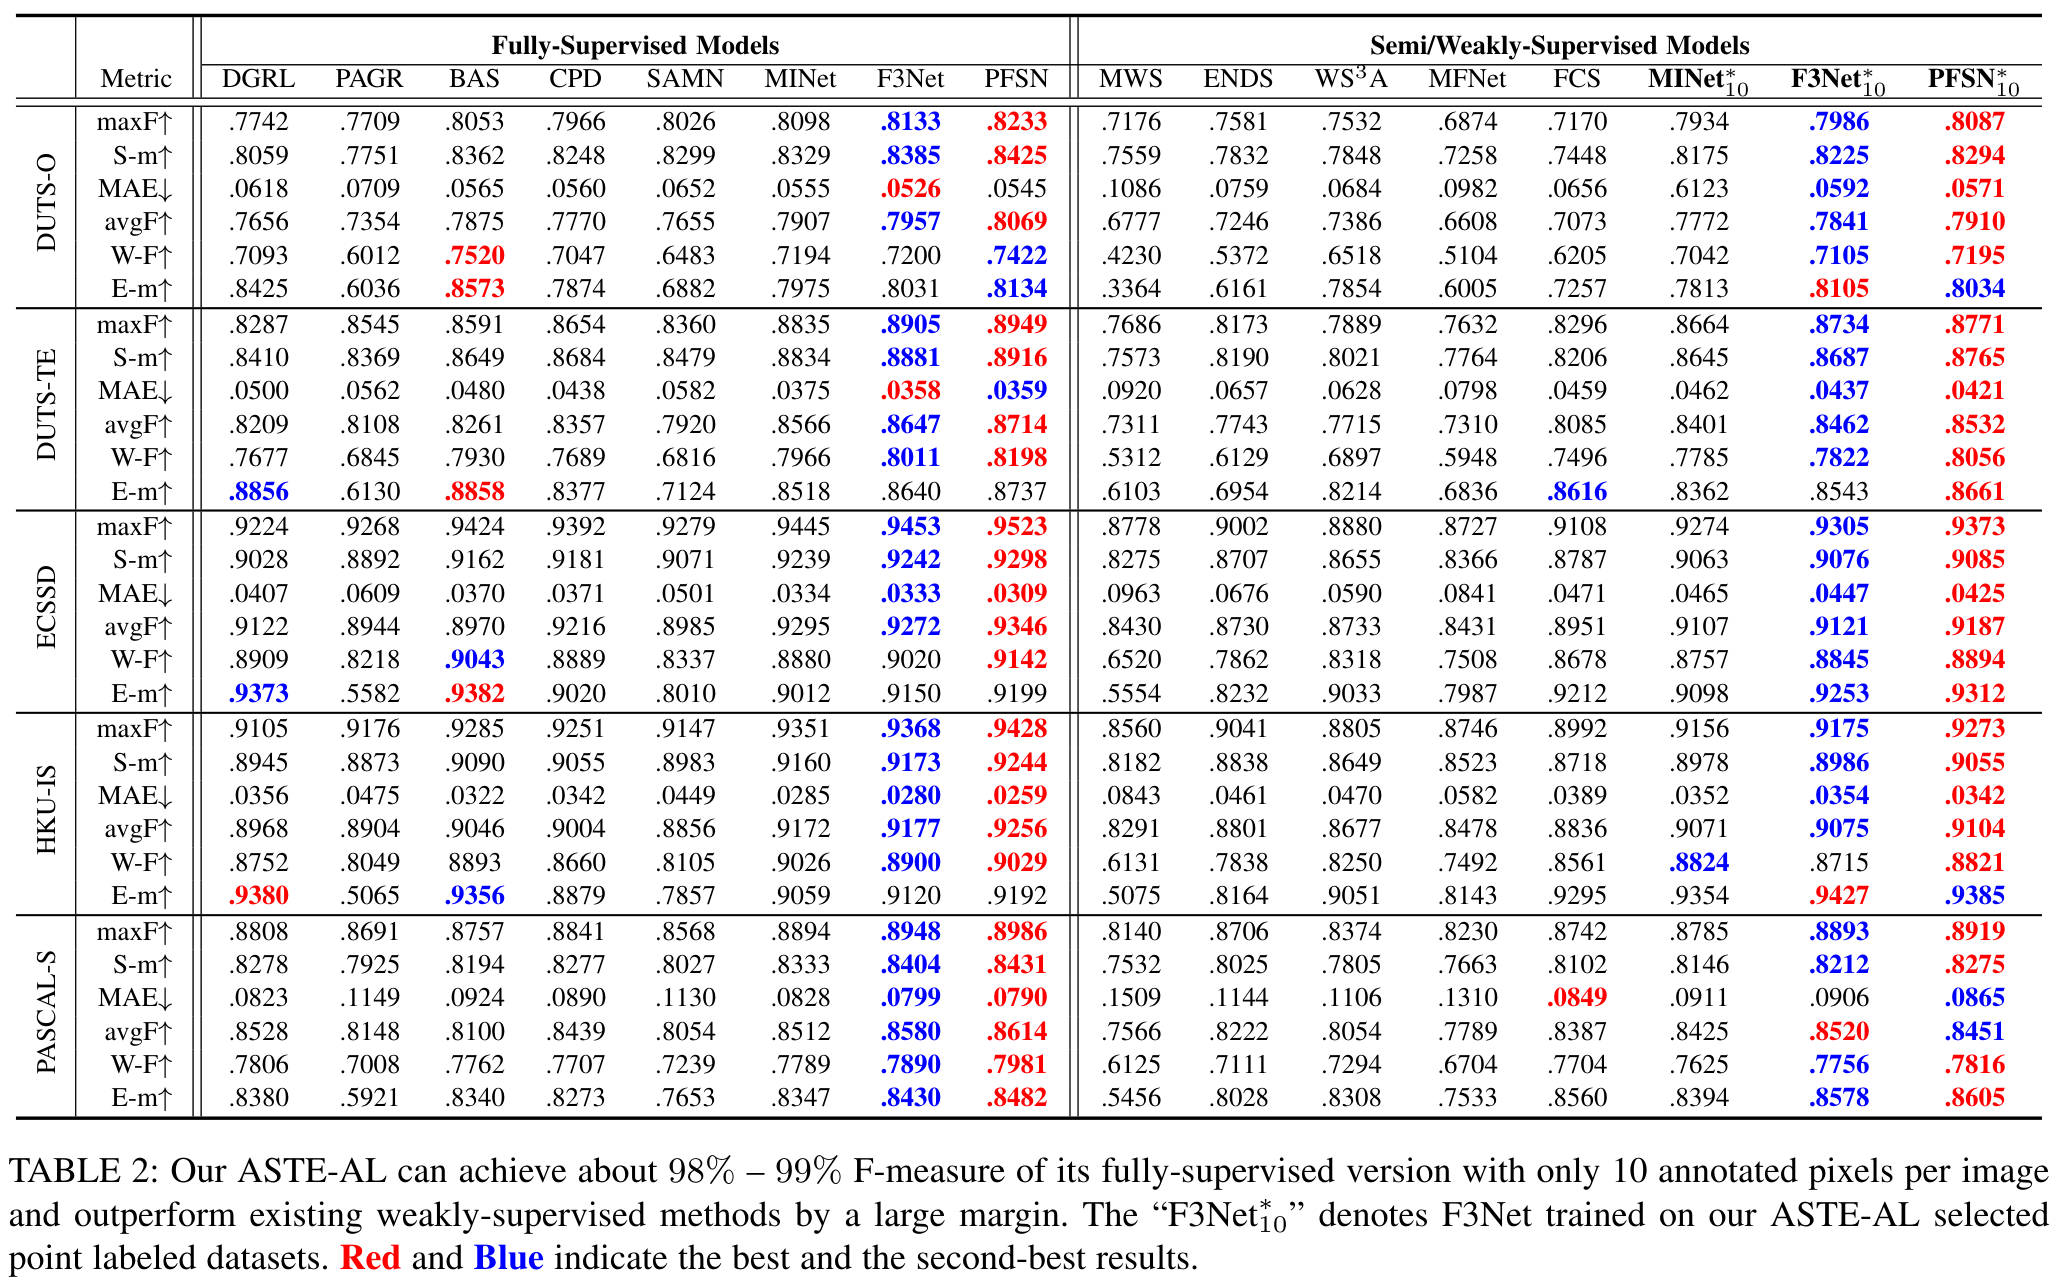 Fully-Supervised Models Semi/Weakly-Supervised Models
Metric DGRL PAGR BAS CPD SAMN MINet F3Net PFSN MWS ENDS WS³A MFNet FCS MINet*10 F3Net*10 PFSN*10
DUTS-O
maxF↑ .7742 .7709 .8053 .7966 .8026 .8098 .8133 .8233 .7176 .7581 .7532 .6874 .7170 .7934 .7986 .8087
S-m↑ .8059 .7751 .8362 .8248 .8299 .8329 .8385 .8425 .7559 .7832 .7848 .7258 .7448 .8175 .8225 .8294
MAE↓ .0618 .0709 .0565 .0560 .0652 .0555 .0526 .0545 .1086 .0759 .0684 .0982 .0656 .6123 .0592 .0571
avgF↑ .7656 .7354 .7875 .7770 .7655 .7907 .7957 .8069 .6777 .7246 .7386 .6608 .7073 .7772 .7841 .7910
W-F↑ .7093 .6012 .7520 .7047 .6483 .7194 .7200 .7422 .4230 .5372 .6518 .5104 .6205 .7042 .7105 .7195
E-m↑ .8425 .6036 .8573 .7874 .6882 .7975 .8031 .8134 .3364 .6161 .7854 .6005 .7257 .7813 .8105 .8034
DUTS-TE
maxF↑ .8287 .8545 .8591 .8654 .8360 .8835 .8905 .8949 .7686 .8173 .7889 .7632 .8296 .8664 .8734 .8771
S-m↑ .8410 .8369 .8649 .8684 .8479 .8834 .8881 .8916 .7573 .8190 .8021 .7764 .8206 .8645 .8687 .8765
MAE↓ .0500 .0562 .0480 .0438 .0582 .0375 .0358 .0359 .0920 .0657 .0628 .0798 .0459 .0462 .0437 .0421
avgF↑ .8209 .8108 .8261 .8357 .7920 .8566 .8647 .8714 .7311 .7743 .7715 .7310 .8085 .8401 .8462 .8532
W-F↑ .7677 .6845 .7930 .7689 .6816 .7966 .8011 .8198 .5312 .6129 .6897 .5948 .7496 .7785 .7822 .8056
E-m↑ .8856 .6130 .8858 .8377 .7124 .8518 .8640 .8737 .6103 .6954 .8214 .6836 .8616 .8362 .8543 .8661
ECSSD
maxF↑ .9224 .9268 .9424 .9392 .9279 .9445 .9453 .9523 .8778 .9002 .8880 .8727 .9108 .9274 .9305 .9373
S-m↑ .9028 .8892 .9162 .9181 .9071 .9239 .9242 .9298 .8275 .8707 .8655 .8366 .8787 .9063 .9076 .9085
MAE↓ .0407 .0609 .0370 .0371 .0501 .0334 .0333 .0309 .0963 .0676 .0590 .0841 .0471 .0465 .0447 .0425
avgF↑ .9122 .8944 .8970 .9216 .8985 .9295 .9272 .9346 .8430 .8730 .8733 .8431 .8951 .9107 .9121 .9187
W-F↑ .8909 .8218 .9043 .8889 .8337 .8880 .9020 .9142 .6520 .7862 .8318 .7508 .8678 .8757 .8845 .8894
E-m↑ .9373 .5582 .9382 .9020 .8010 .9012 .9150 .9199 .5554 .8232 .9033 .7987 .9212 .9098 .9253 .9312
HKU-IS
maxF↑ .9105 .9176 .9285 .9251 .9147 .9351 .9368 .9428 .8560 .9041 .8805 .8746 .8992 .9156 .9175 .9273
S-m↑ .8945 .8873 .9090 .9055 .8983 .9160 .9173 .9244 .8182 .8838 .8649 .8523 .8718 .8978 .8986 .9055
MAE↓ .0356 .0475 .0322 .0342 .0449 .0285 .0280 .0259 .0843 .0461 .0470 .0582 .0389 .0352 .0354 .0342
avgF↑ .8968 .8904 .9046 .9004 .8856 .9172 .9177 .9256 .8291 .8801 .8677 .8478 .8836 .9071 .9075 .9104
W-F↑ .8752 .8049 8893 .8660 .8105 .9026 .8900 .9029 .6131 .7838 .8250 .7492 .8561 .8824 .8715 .8821
E-m↑ .9380 .5065 .9356 .8879 .7857 .9059 .9120 .9192 .5075 .8164 .9051 .8143 .9295 .9354 .9427 .9385
PASCAL-S
maxF↑ .8808 .8691 .8757 .8841 .8568 .8894 .8948 .8986 .8140 .8706 .8374 .8230 .8742 .8785 .8893 .8919
S-m↑ .8278 .7925 .8194 .8277 .8027 .8333 .8404 .8431 .7532 .8025 .7805 .7663 .8102 .8146 .8212 .8275
MAE↓ .0823 .1149 .0924 .0890 .1130 .0828 .0799 .0790 .1509 .1144 .1106 .1310 .0849 .0911 .0906 .0865
avgF↑ .8528 .8148 .8100 .8439 .8054 .8512 .8580 .8614 .7566 .8222 .8054 .7789 .8387 .8425 .8520 .8451
W-F↑ .7806 .7008 .7762 .7707 .7239 .7789 .7890 .7981 .6125 .7111 .7294 .6704 .7704 .7625 .7756 .7816
E-m↑ .8380 .5921 .8340 .8273 .7653 .8347 .8430 .8482 .5456 .8028 .8308 .7533 .8560 .8394 .8578 .8605
TABLE 2: Our ASTE-AL can achieve about 98% – 99% F-measure of its fully-supervised version with only 10 annotated pixels per image
and outperform existing weakly-supervised methods by a large margin. The “F3Net*10” denotes F3Net trained on our ASTE-AL selected
point labeled datasets. Red and Blue indicate the best and the second-best results.